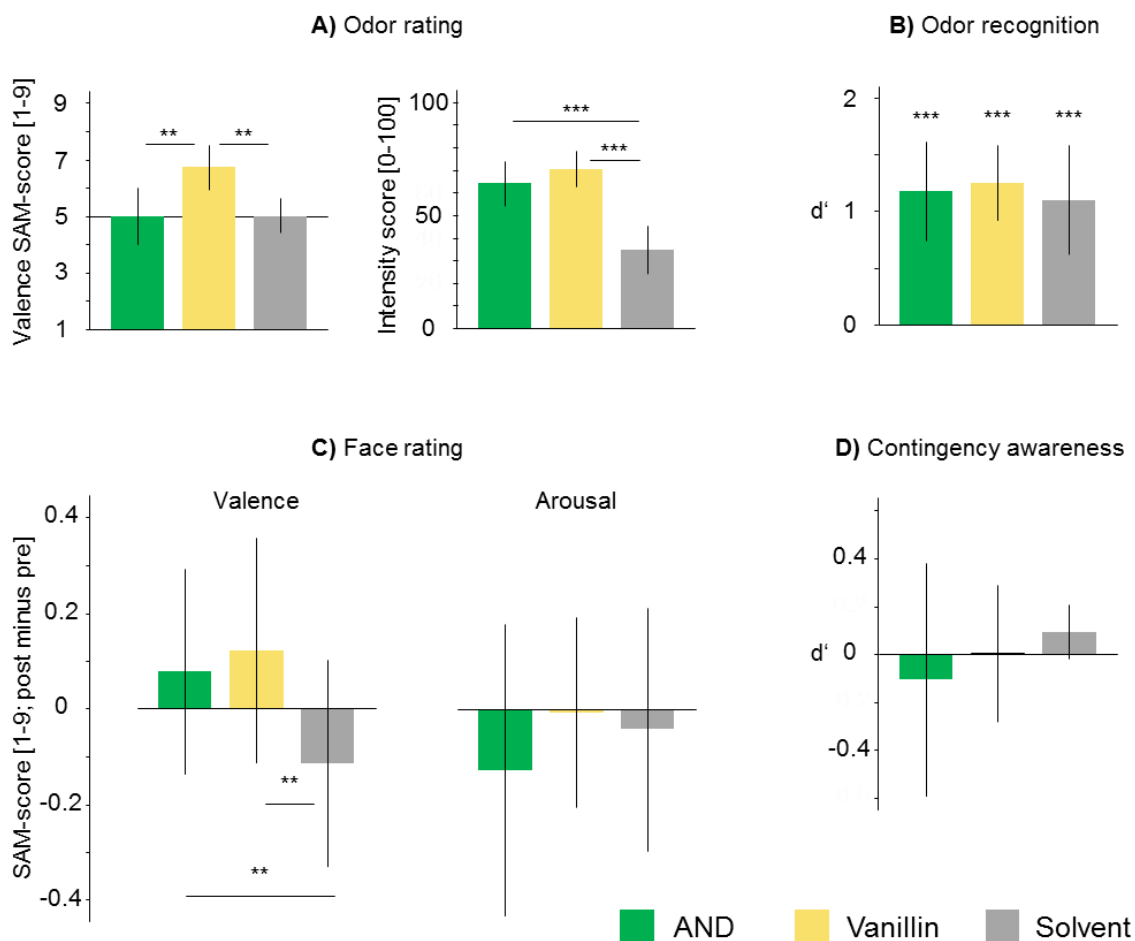 A) Odor rating
B) Odor recognition
Valence SAM-score [1-9]
9
7
5
3
1
**
**
Intensity score [0-100]
100
50
0
***
***
d‘
2
1
0
***
***
***
C) Face rating
D) Contingency awareness
SAM-score [1-9; post minus pre]
Valence
Arousal
0.4
0.2
0
-0.2
-0.4
**
**
d‘
0.4
0
-0.4
AND
Vanillin
Solvent